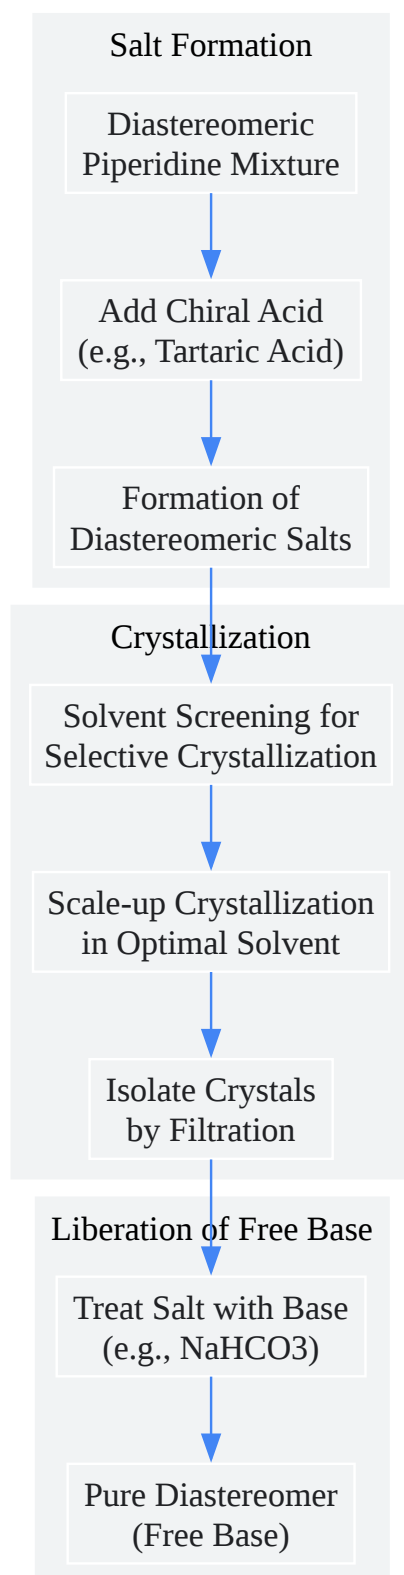 Salt Formation
Diastereomeric
Piperidine Mixture
Add Chiral Acid
(e.g., Tartaric Acid)
Formation of
Diastereomeric Salts
Crystallization
Solvent Screening for
Selective Crystallization
Scale-up Crystallization
in Optimal Solvent
Isolate Crystals
by Filtration
Liberation of Free Base
Treat Salt with Base
(e.g., NaHCO3)
Pure Diastereomer
(Free Base)